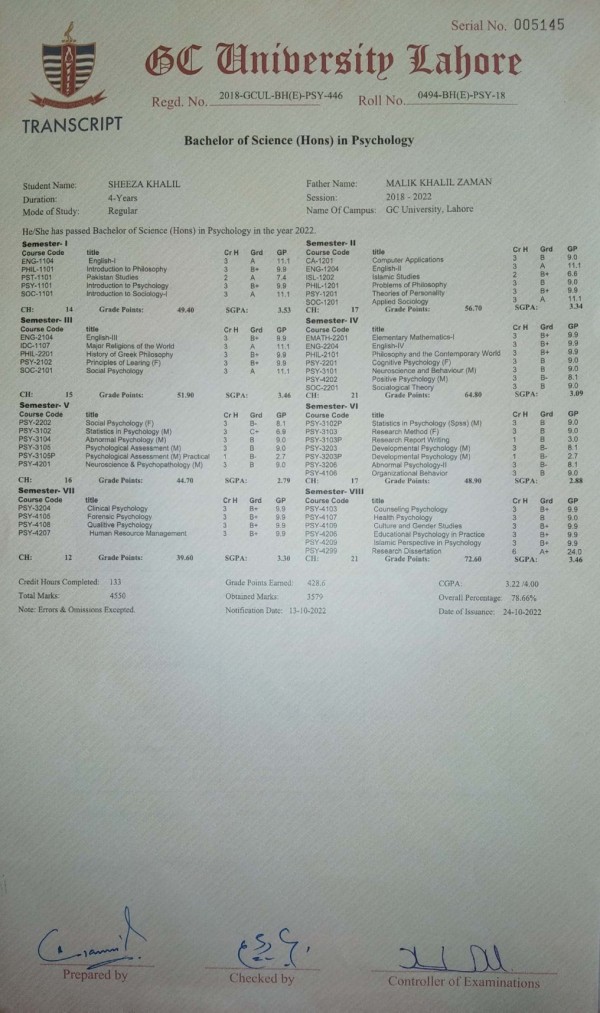 Serial No. 005145
GC University Lahore
Regd. No. 2018-GCUL-BH(E)-PSY-446 Roll No. 0494-BH(E)-PSY-18
TRANSCRIPT
Bachelor of Science (Hons) in Psychology
Student Name: SHEEZA KHALIL Father Name: MALIK KHALIL ZAMAN
Duration: 4-Years Session: 2018 - 2022
Mode of Study: Regular Name Of Campus: GC University, Lahore
He/She has passed Bachelor of Science (Hons) in Psychology in the year 2022.
Semester- I
Course Code title Cr H Grd GP
ENG-1104 English-I 3 A 11.1
PHIL-1101 Introduction to Philosophy 3 B+ 9.9
PST-1101 Pakistan Studies 2 A 7.4
PSY-1101 Introduction to Psychology 3 B+ 9.9
SOC-1101 Introduction to Sociology-I 3 A 11.1
CH: 14 Grade Points: 49.40 SGPA: 3.53
Semester- II
Course Code title Cr H Grd GP
CA-1201 Computer Applications 3 B 9.0
ENG-1204 English-II 3 A 11.1
ISL-1202 Islamic Studies 2 B+ 6.6
PHIL-1201 Problems of Philosophy 3 B 9.0
PSY-1201 Theories of Personality 3 B+ 9.9
SOC-1201 Applied Sociology 3 A 11.1
CH: 17 Grade Points: 56.70 SGPA: 3.34
Semester- III
Course Code title Cr H Grd GP
ENG-2104 English-III 3 B+ 9.9
IDC-1107 Major Religions of the World 3 A 11.1
PHIL-2201 History of Greek Philosophy 3 B+ 9.9
PSY-2102 Principles of Learing (F) 3 B+ 9.9
SOC-2101 Social Psychology 3 A 11.1
CH: 15 Grade Points: 51.90 SGPA: 3.46
Semester- IV
Course Code title Cr H Grd GP
EMATH-2201 Elementary Mathematics-I 3 B+ 9.9
ENG-2204 English-IV 3 B+ 9.9
PHIL-2101 Philosophy and the Contemporary World 3 B+ 9.9
PSY-2201 Cognitive Psychology (F) 3 B 9.0
PSY-3101 Neuroscience and Behaviour (M) 3 B 9.0
PSY-4202 Positive Psychology (M) 3 B- 8.1
SOC-2201 Socialogical Theory 3 B 9.0
CH: 21 Grade Points: 64.80 SGPA: 3.09
Semester- V
Course Code title Cr H Grd GP
PSY-2202 Social Psychology (F) 3 B- 8.1
PSY-3102 Statistics in Psychology (M) 3 C+ 6.9
PSY-3104 Abnormal Psychology (M) 3 B 9.0
PSY-3105 Psychological Assessment (M) 3 B 9.0
PSY-3105P Psychological Assessment (M) Practical 1 B- 2.7
PSY-4201 Neuroscience & Psychopathology (M) 3 B 9.0
CH: 16 Grade Points: 44.70 SGPA: 2.79
Semester- VI
Course Code title Cr H Grd GP
PSY-3102P Statistics in Psychology (Spss) (M) 3 B 9.0
PSY-3103 Research Method (F) 3 B 9.0
PSY-3103P Research Report Writing 1 B 3.0
PSY-3203 Developmental Psychology (M) 3 B- 8.1
PSY-3203P Developmental Psychology (M) 1 B- 2.7
PSY-3206 Abnormal Psychology-II 3 B- 8.1
PSY-4106 Organizational Behavior 3 B 9.0
CH: 17 Grade Points: 48.90 SGPA: 2.88
Semester- VII
Course Code title Cr H Grd GP
PSY-3204 Clinical Psychology 3 B+ 9.9
PSY-4105 Forensic Psychology 3 B+ 9.9
PSY-4108 Qualitive Psychology 3 B+ 9.9
PSY-4207 Human Resource Management 3 B+ 9.9
CH: 12 Grade Points: 39.60 SGPA: 3.30
Semester- VIII
Course Code title Cr H Grd GP
PSY-4103 Counseling Psychology 3 B+ 9.9
PSY-4107 Health Psychology 3 B 9.0
PSY-4109 Culture and Gender Studies 3 B+ 9.9
PSY-4206 Educational Psychology in Practice 3 B+ 9.9
PSY-4209 Islamic Perspective in Psychology 3 B+ 9.9
PSY-4299 Research Dissertation 6 A+ 24.0
CH: 21 Grade Points: 72.60 SGPA: 3.46
Credit Hours Completed: 133 Grade Points Earned: 428.6 CGPA: 3.22 /4.00
Total Marks: 4550 Obtained Marks: 3579 Overall Percentage: 78.66%
Note: Errors & Omissions Excepted. Notification Date: 13-10-2022 Date of Issuance: 24-10-2022
Prepared by Checked by Controller of Examinations